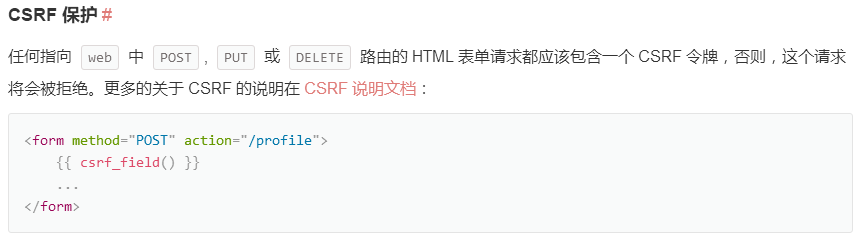 CSRF 保护 #
任何指向 web 中 POST, PUT 或 DELETE 路由的 HTML 表单请求都应该包含一个 CSRF 令牌，否则，这个请求
将会被拒绝。更多的关于 CSRF 的说明在 CSRF 说明文档：
<form method="POST" action="/profile">
    {{ csrf_field() }}
    ...
</form>